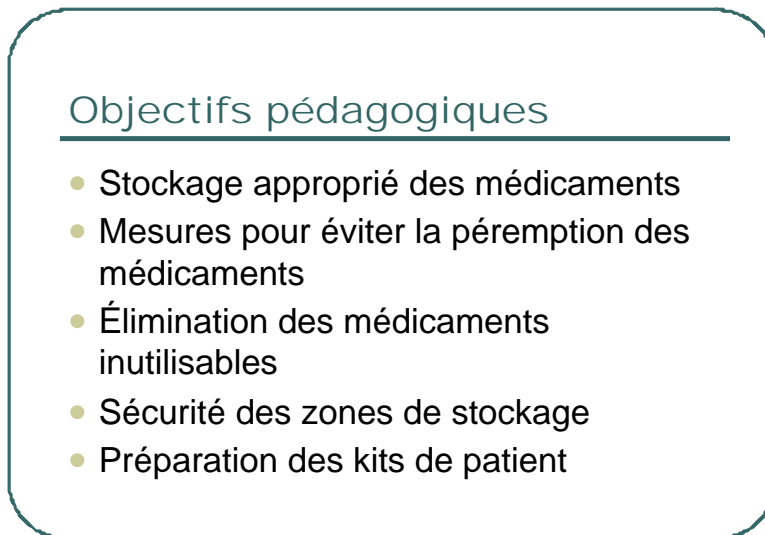 Objectifs pédagogiques
Stockage approprié des médicaments
Mesures pour éviter la péremption des
médicaments
Élimination des médicaments
inutilisables
Sécurité des zones de stockage
Préparation des kits de patient